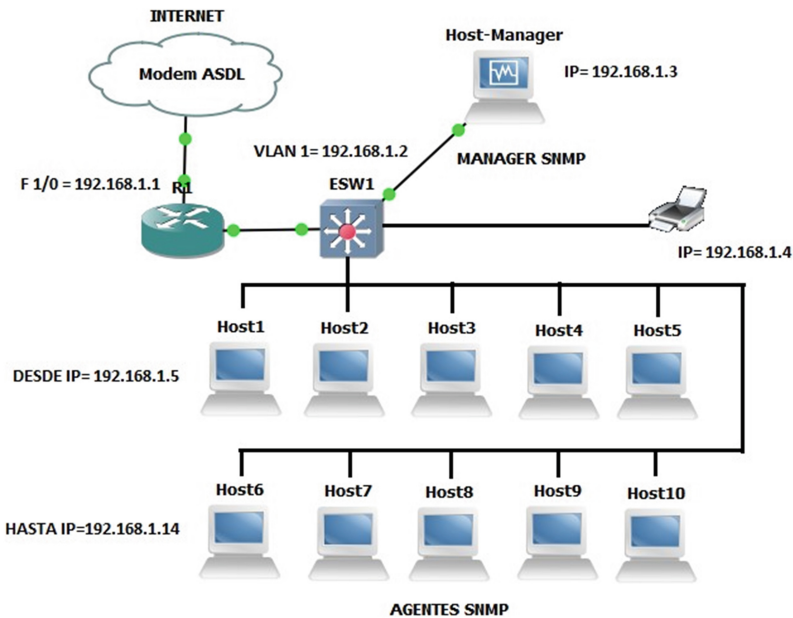 INTERNET
Modem ASDL
Host-Manager
IP= 192.168.1.3
VLAN 1= 192.168.1.2
MANAGER SNMP
F 1/0 = 192.168.1.1
R1
ESW1
IP= 192.168.1.4
Host1
Host2
Host3
Host4
Host5
DESDE IP= 192.168.1.5
Host6
Host7
Host8
Host9
Host10
HASTA IP=192.168.1.14
AGENTES SNMP